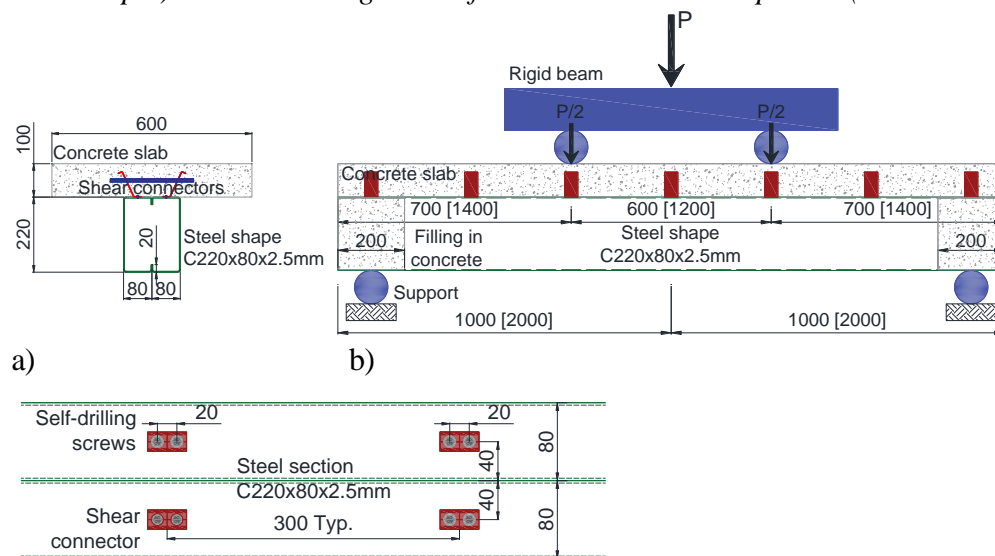 P
Rigid beam
P/2
P/2
600
100
Concrete slab
Shear connectors
220
20
Steel shape
C220x80x2.5mm
80
80
Concrete slab
700 [1400]
600 [1200]
700 [1400]
200
Filling in
concrete
Steel shape
C220x80x2.5mm
200
Support
1000 [2000]
1000 [2000]
a)
b)
Self-drilling
screws
20
20
80
40
Steel section
C220x80x2.5mm
40
80
Shear
connector
300 Typ.